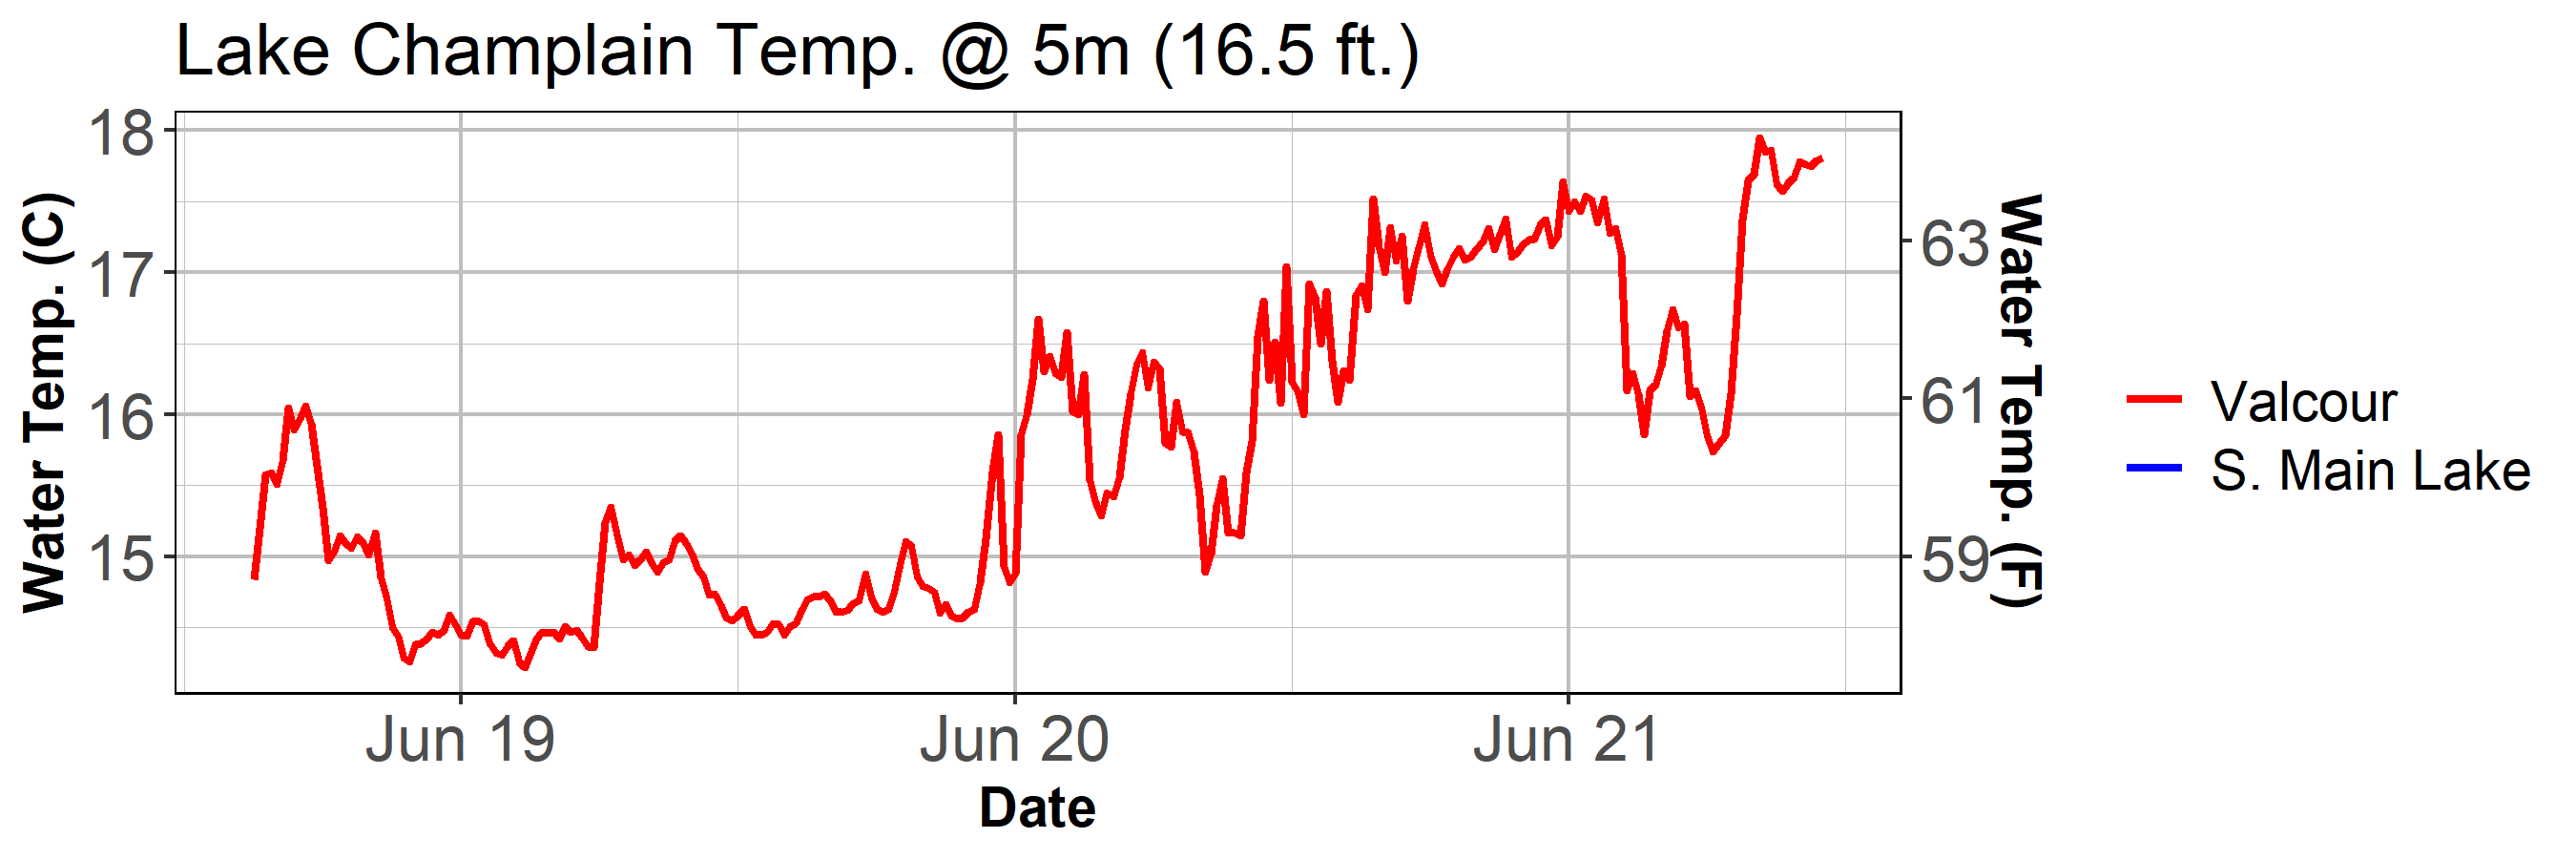 Lake Champlain Temp. @ 5m (16.5 ft.)
Water Temp. (C)
18
17
16
15
63
61
59
Water Temp. (F)
Jun 19
Jun 20
Jun 21
Date
Valcour
S. Main Lake